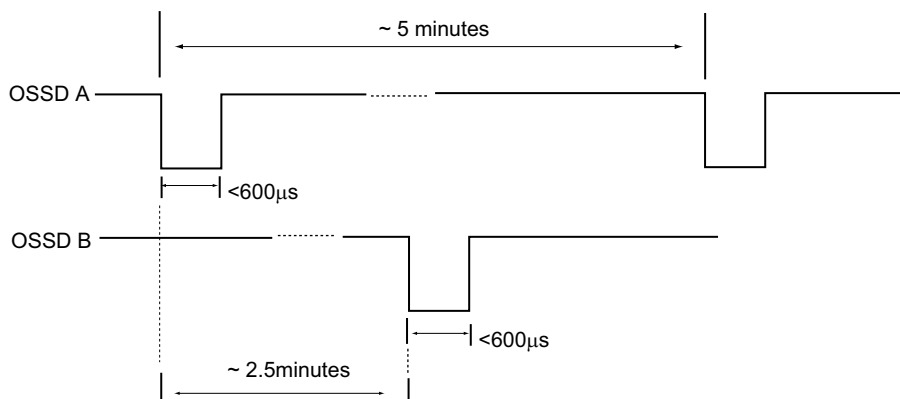 ~ 5 minutes
OSSD A
<600μs
OSSD B
<600μs
~ 2.5minutes